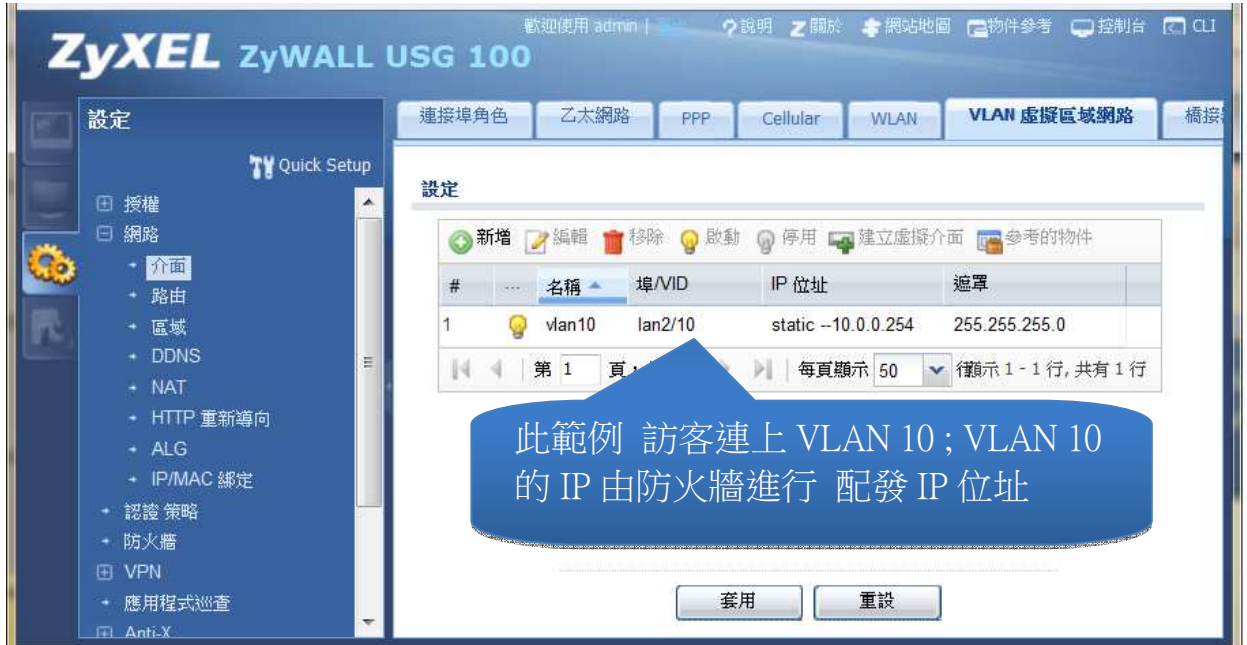 歡迎使用 admin | ?說明 Z 關於 網站地圖 物件參考 控制台 CLI
ZyXEL ZyWALL USG 100
設定
連接埠角色 乙太網路 PPP Cellular WLAN VLAN 虛擬區域網路 橋接
Quick Setup
設定
授權
網路
介面
路由
區域
DDNS
NAT
HTTP 重新導向
ALG
IP/MAC 綁定
認證 策略
防火牆
VPN
應用程式巡查
Anti-X
新增 編輯 移除 啟動 停用 建立虛擬介面 參考的物件
# ... 名稱 埠/VID IP 位址 遮罩
1 vlan10 lan2/10 static --10.0.0.254 255.255.255.0
第 1 頁， 每頁顯示 50 行顯示 1 - 1 行, 共有 1 行
此範例 訪客連上 VLAN 10 ; VLAN 10
的 IP 由防火牆進行 配發 IP 位址
套用 重設